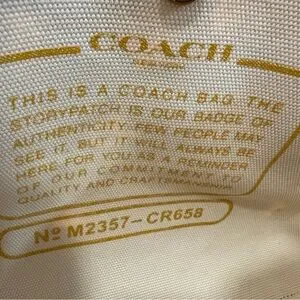 COACH
THIS IS A COACH BAG. THE
STORYPATCH IS OUR BADGE OF
AUTHENTICITY. FEW PEOPLE MAY
SEE IT. BUT IT WILL ALWAYS BE
HERE FOR YOU AS A REMINDER
OF OUR COMMITMENT
QUALITY AND CRAFTSMANSHIP.
Nº M2357-CR658